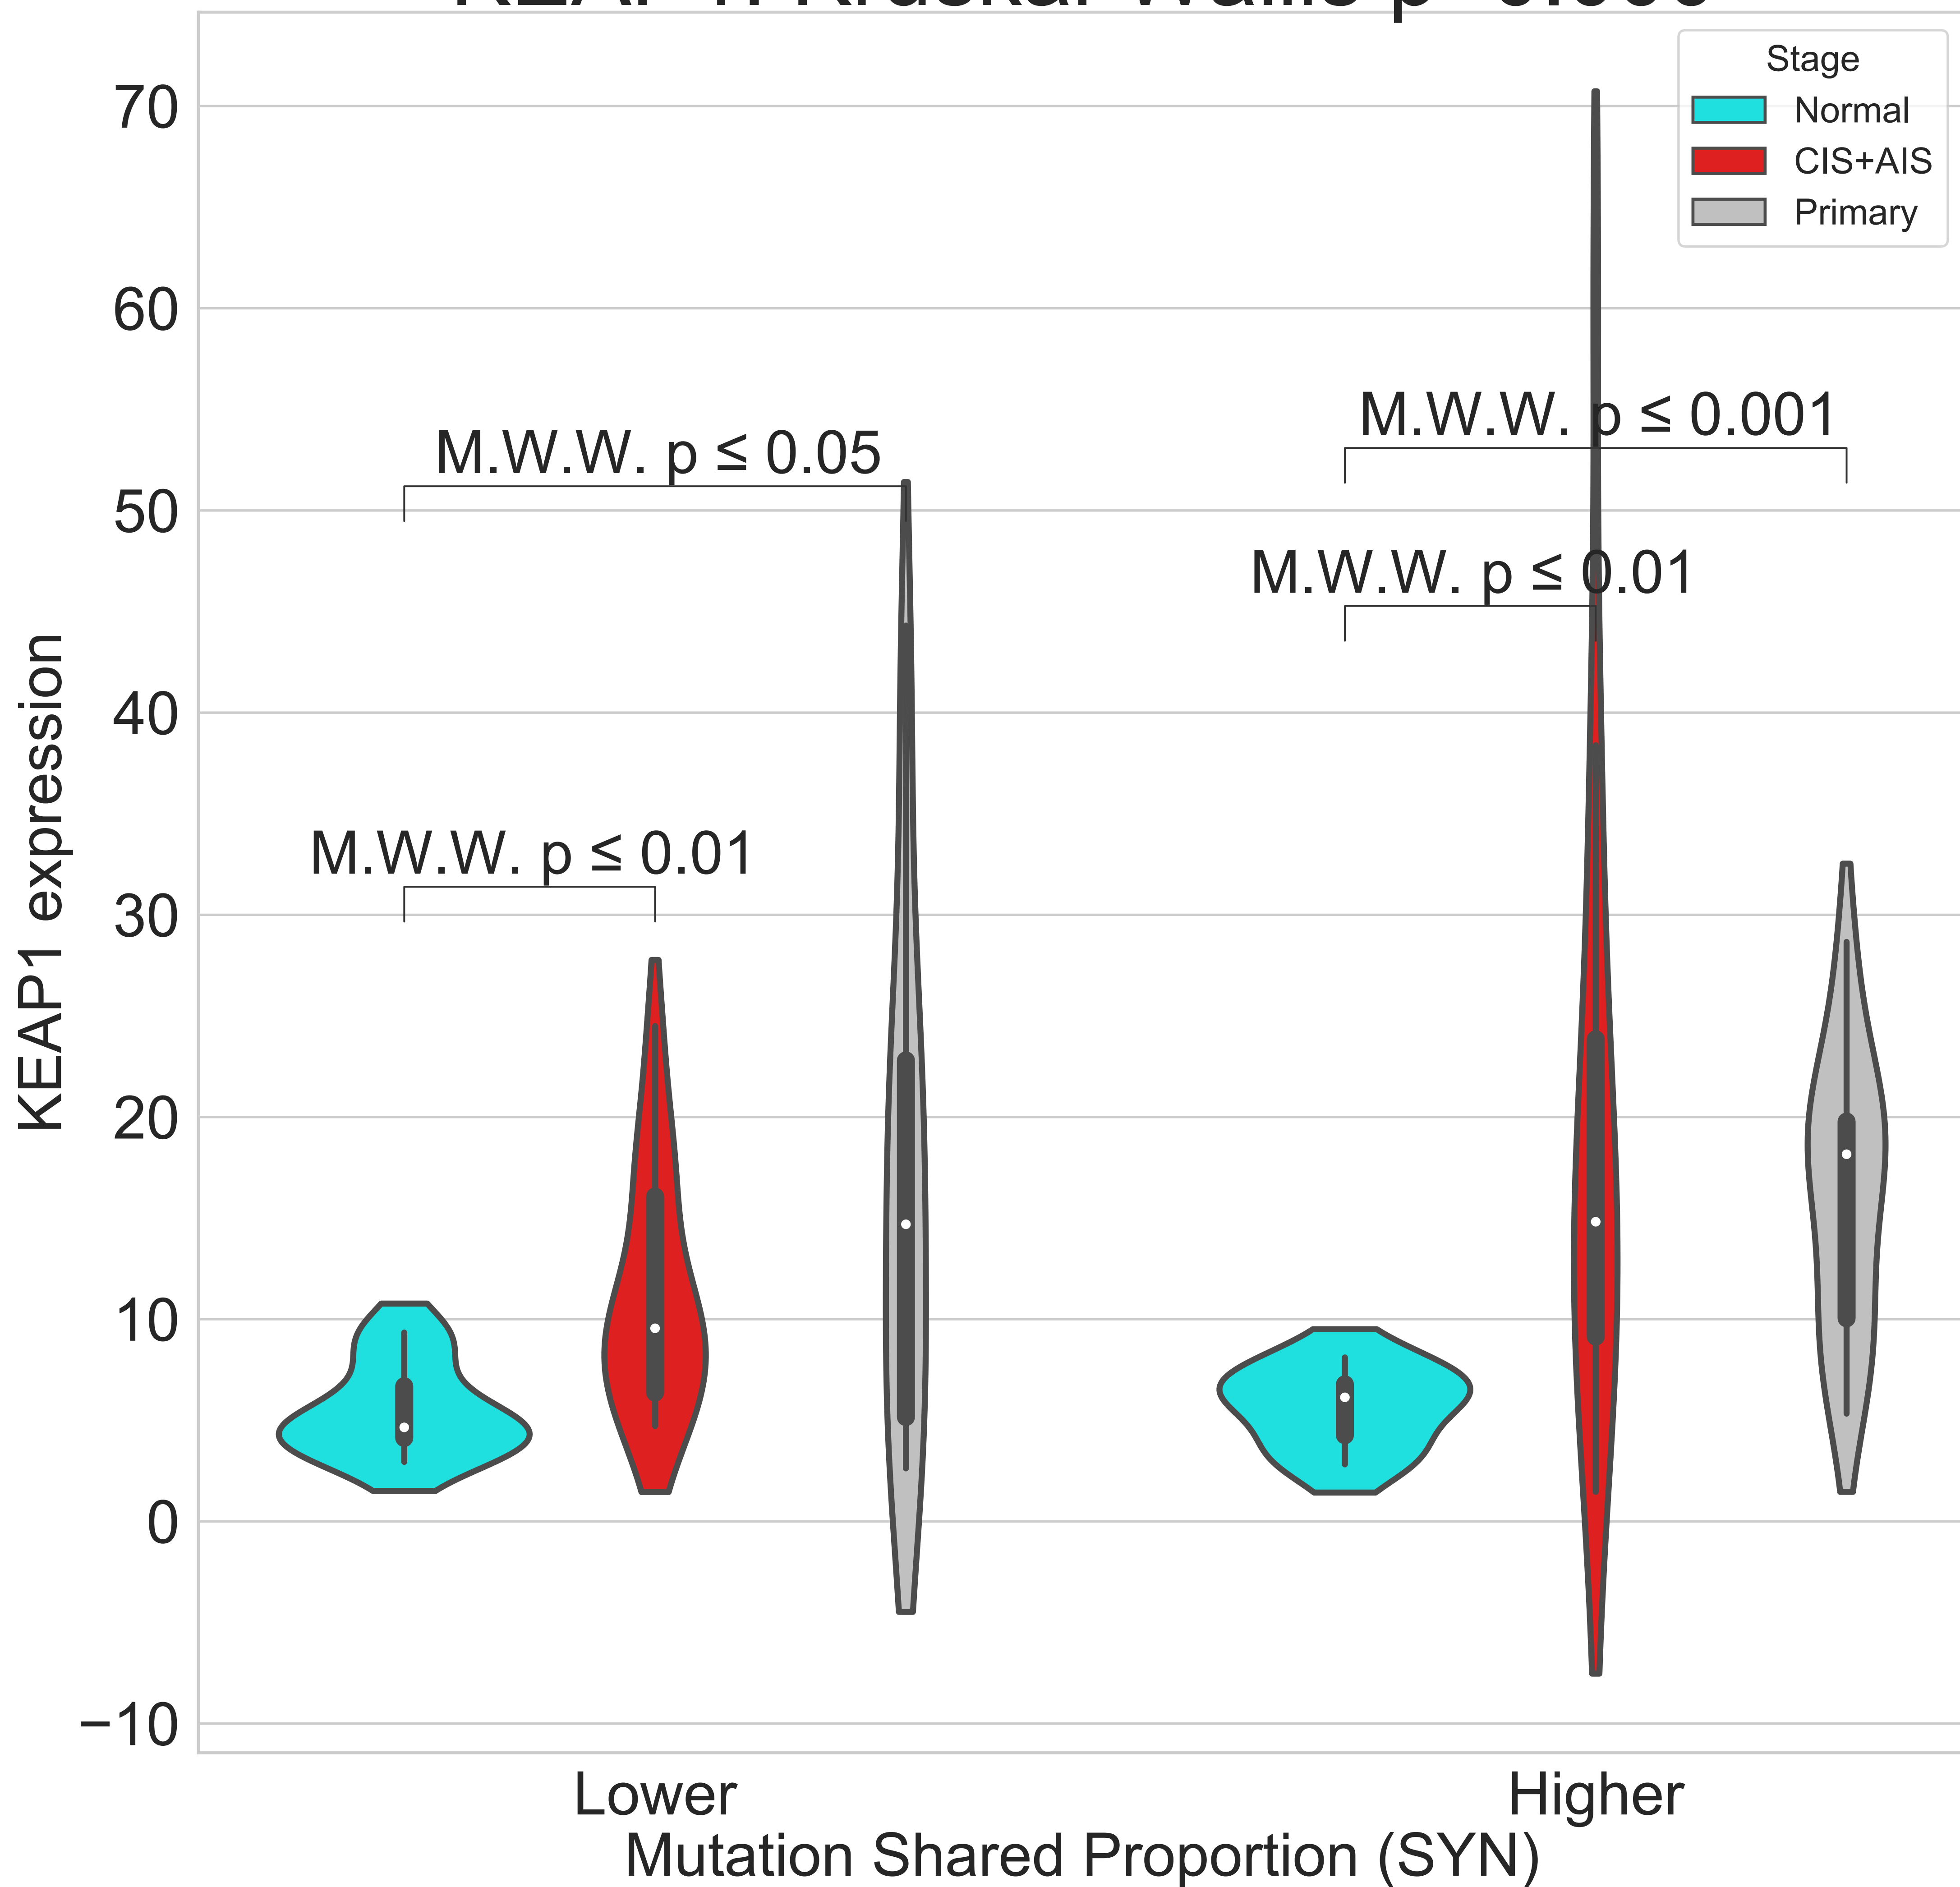 Stage
Normal
CIS+AIS
Primary
70
60
50
40
30
20
10
0
−10
KEAP1 expression
M.W.W. p ≤ 0.05
M.W.W. p ≤ 0.01
M.W.W. p ≤ 0.001
M.W.W. p ≤ 0.01
Lower
Higher
Mutation Shared Proportion (SYN)